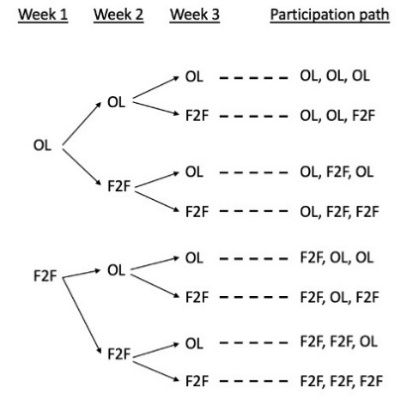 Week 1 Week 2 Week 3 Participation path
OL OL, OL, OL
OL
F2F OL, OL, F2F
OL
OL OL, F2F, OL
F2F
F2F OL, F2F, F2F
OL F2F, OL, OL
F2F OL
F2F F2F, OL, F2F
OL F2F, F2F, OL
F2F
F2F F2F, F2F, F2F